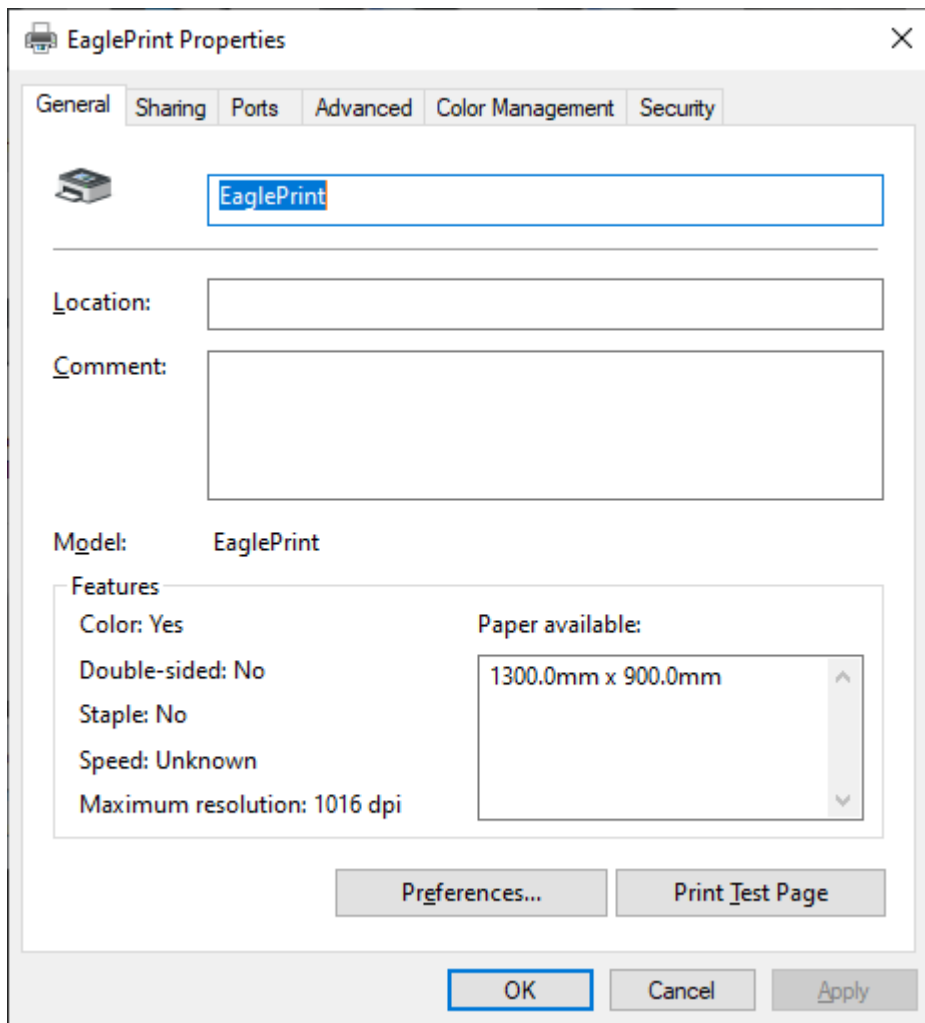 EaglePrint Properties
General Sharing Ports Advanced Color Management Security
EaglePrint
Location:
Comment:
Model: EaglePrint
Features
Color: Yes
Paper available:
Double-sided: No
1300.0mm x 900.0mm
Staple: No
Speed: Unknown
Maximum resolution: 1016 dpi
Preferences... Print Test Page
OK Cancel Apply